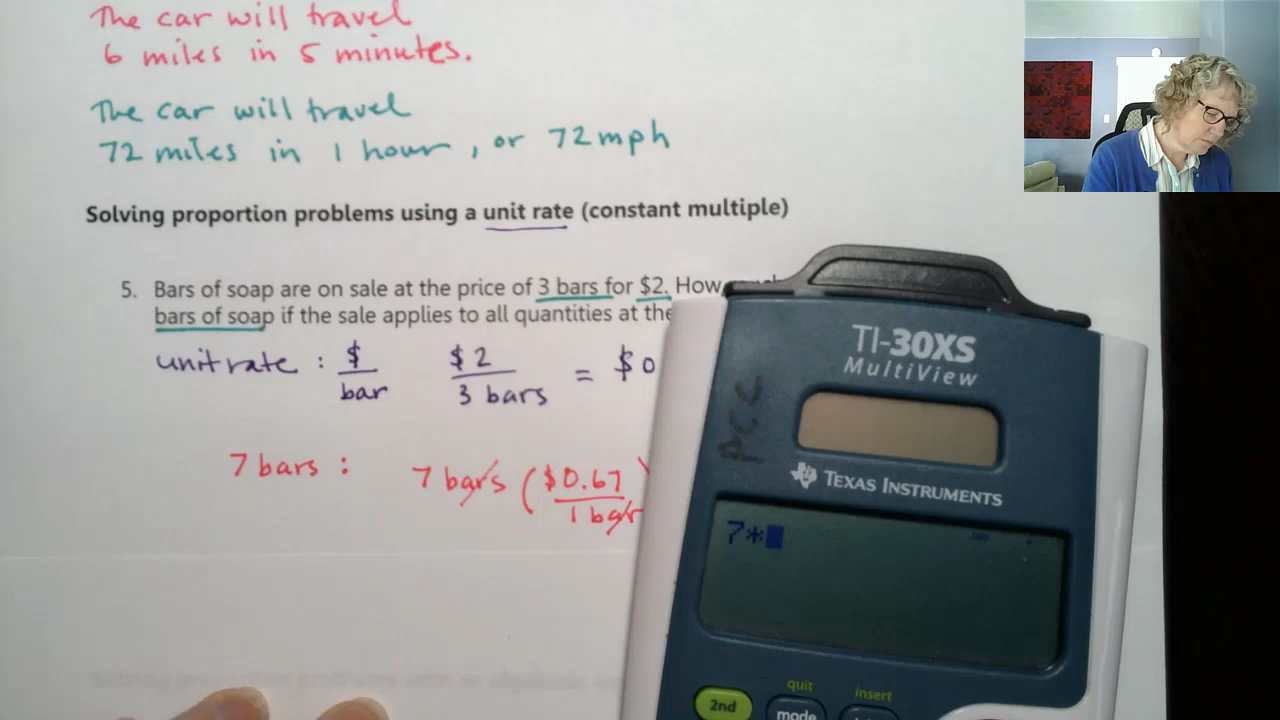 The car will travel
6 miles in 5 minutes.
The car will travel
72 miles in 1 hour, or 72 mph
Solving proportion problems using a unit rate (constant multiple)
5. Bars of soap are on sale at the price of 3 bars for $2. How
bars of soap if the sale applies to all quantities at the
unit rate : $ / bar $2 / 3 bars = $0
7 bars : 7 bars ( $0.67 / 1 bar )
TI-30XS
MultiView
PCC
TEXAS INSTRUMENTS
7*
quit insert
2nd mode